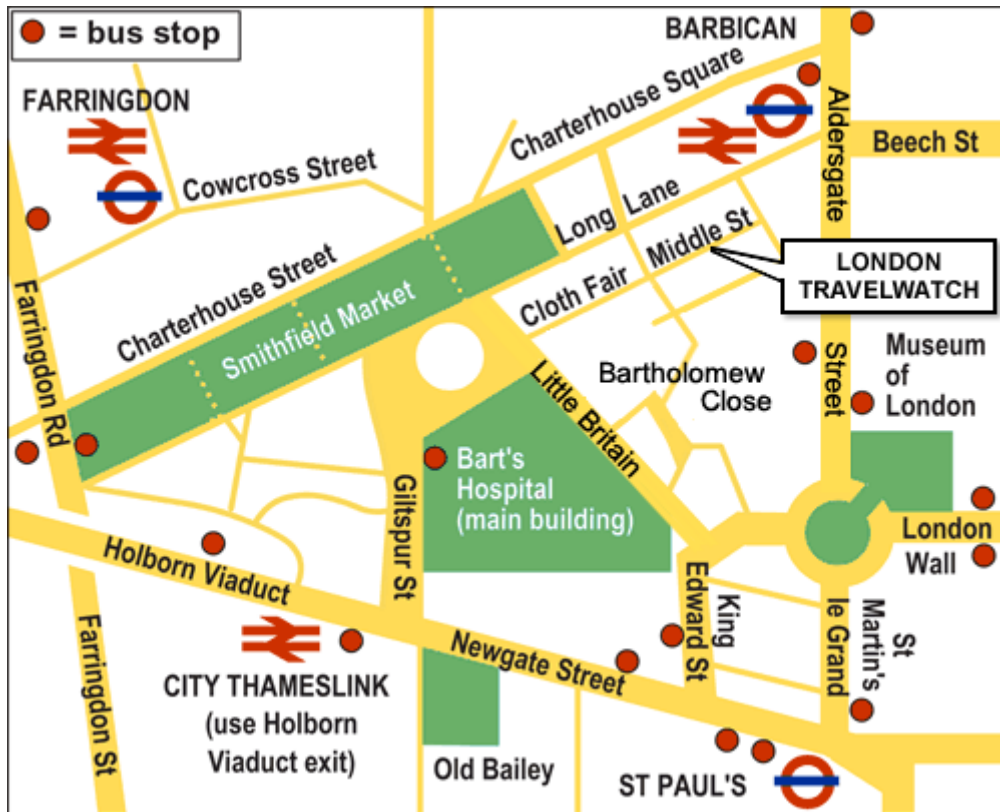 = bus stop
BARBICAN
FARRINGDON
Charterhouse Square
Aldersgate
Beech St
Cowcross Street
Long Lane
Middle St
LONDON
TRAVELWATCH
Charterhouse Street
Cloth Fair
Smithfield Market
Farringdon Rd
Street
Museum
of
London
Bartholomew
Close
Little Britain
Bart's
Hospital
(main building)
Giltspur St
London
Wall
Holborn Viaduct
King
Edward St
St
Martin's
le Grand
Farringdon St
Newgate Street
CITY THAMESLINK
(use Holborn
Viaduct exit)
Old Bailey
ST PAUL'S